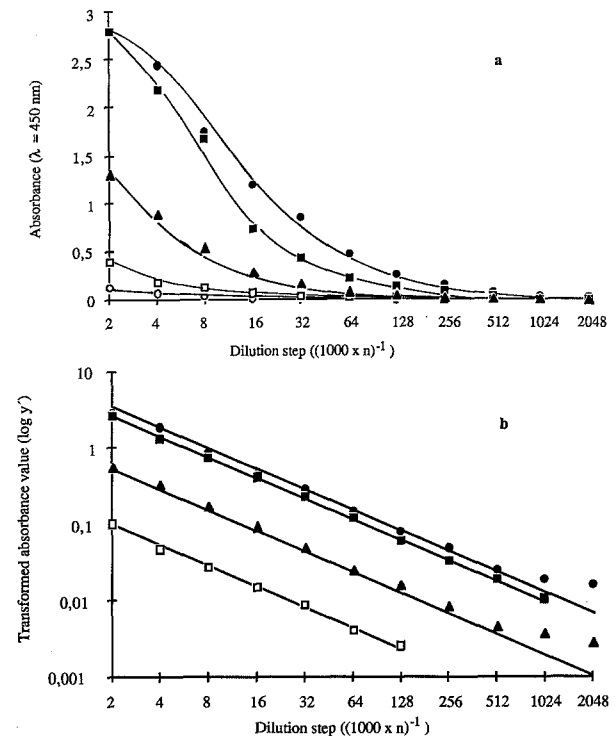 a
3
2,5
2
1,5
1
0,5
0
Absorbance (λ = 450 nm)
2 4 8 16 32 64 128 256 512 1024 2048
Dilution step ((1000 x n)-1 )
b
10
1
0,1
0,01
0,001
Transformed absorbance value (log y´)
2 4 8 16 32 64 128 256 512 1024 2048
Dilution step ((1000 x n)-1 )